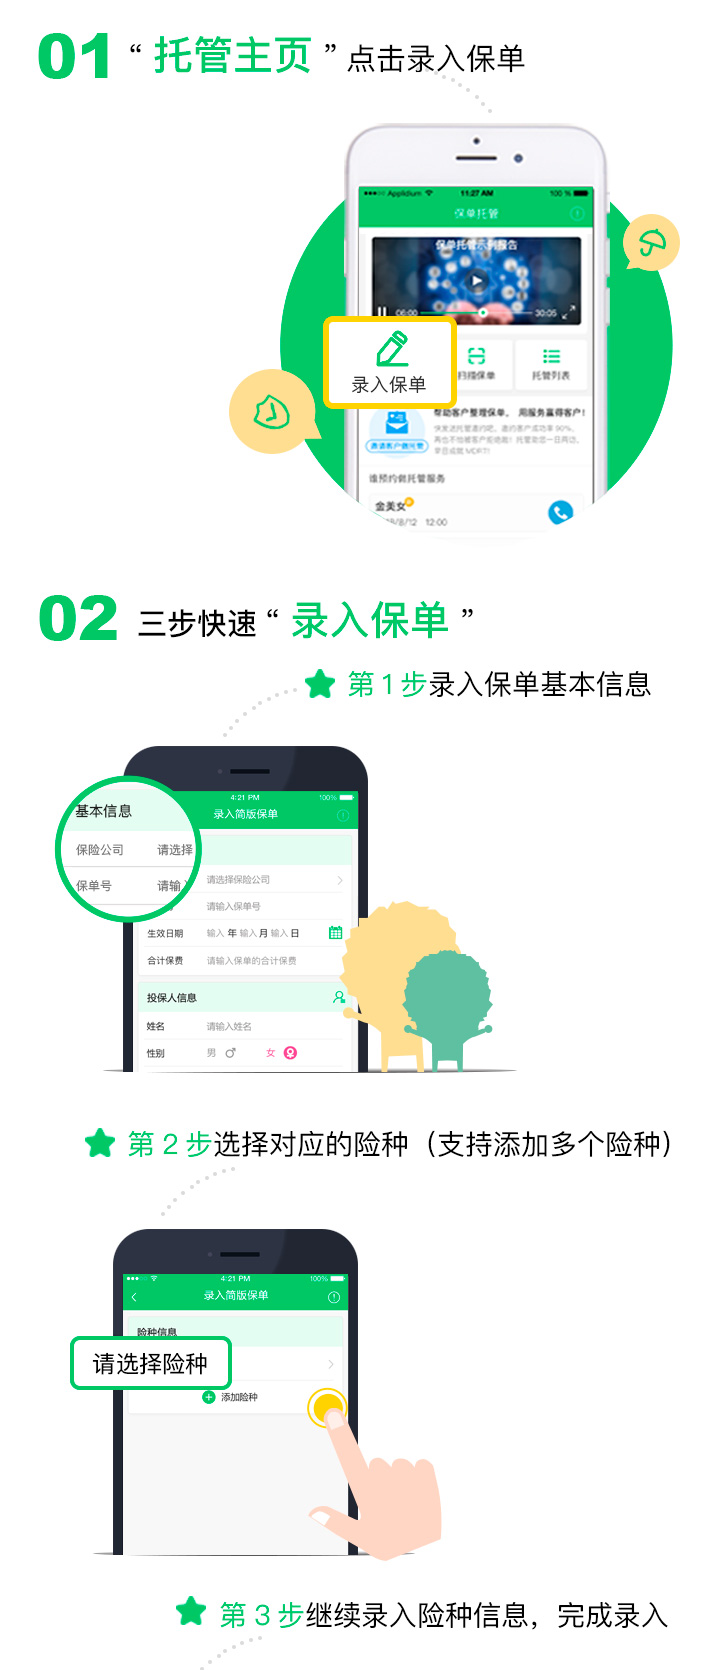 01 “ 托管主页 ” 点击录入保单
Applidium 11:27 AM 100 %
保单托管
保单托管示例报告
06:00 30:05
录入保单
扫描保单 托管列表
帮助客户整理保单, 用服务赢得客户!
邀请客户做托管
谁预约做托管服务
金美女
8/12 12:00
02 三步快速 “ 录入保单 ”
第 1 步录入保单基本信息
4:21 PM 100%
录入简版保单
基本信息
保险公司 请选择
请选择保险公司
保单号 请输入
请输入保单号
生效日期 输入 年 输入 月 输入 日
合计保费 请输入保单的合计保费
投保人信息
姓名 请输入姓名
性别 男 女
第 2 步选择对应的险种（支持添加多个险种）
4:21 PM 100%
录入简版保单
险种信息
请选择险种
添加险种
第 3 步继续录入险种信息，完成录入